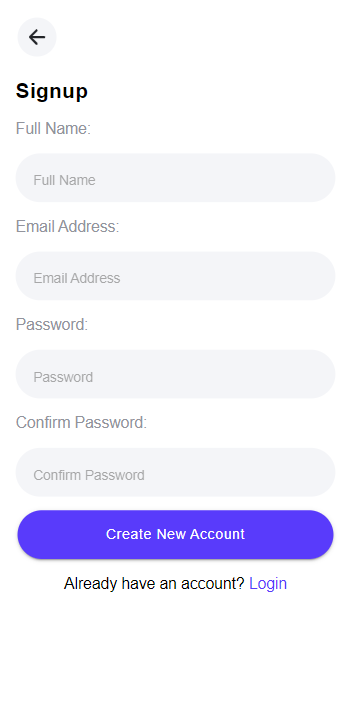 Signup
Full Name:
Full Name
Email Address:
Email Address
Password:
Password
Confirm Password:
Confirm Password
Create New Account
Already have an account? Login